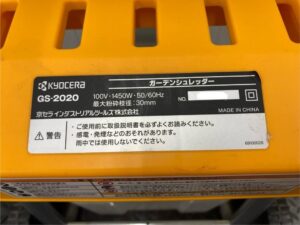 KYOCERA
ガーデンシュレッダー
GS-2020
100V・1450W・50/60Hz
最大粉砕枝径:30mm
NO.
京セラインダストリアルツールズ株式会社
MADE IN CHINA
警告
・ご使用前に取扱説明書を必ずよくお読みください。
・感電・発煙などのおそれがあります。
雨中では使用しないでください。